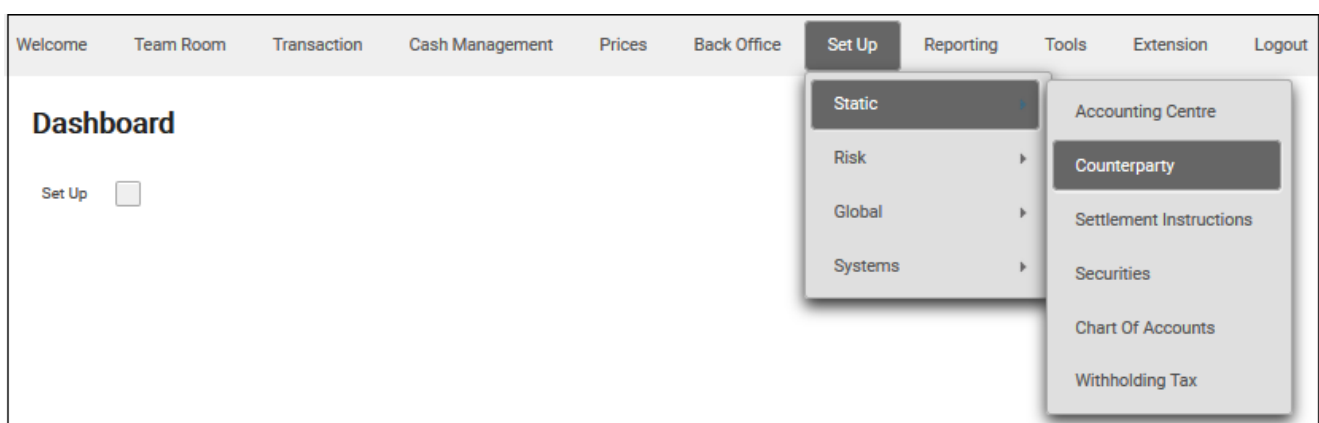 Welcome Team Room Transaction Cash Management Prices Back Office Set Up Reporting Tools Extension Logout
Dashboard
Set Up
Static
Risk
Global
Systems
Accounting Centre
Counterparty
Settlement Instructions
Securities
Chart Of Accounts
Withholding Tax